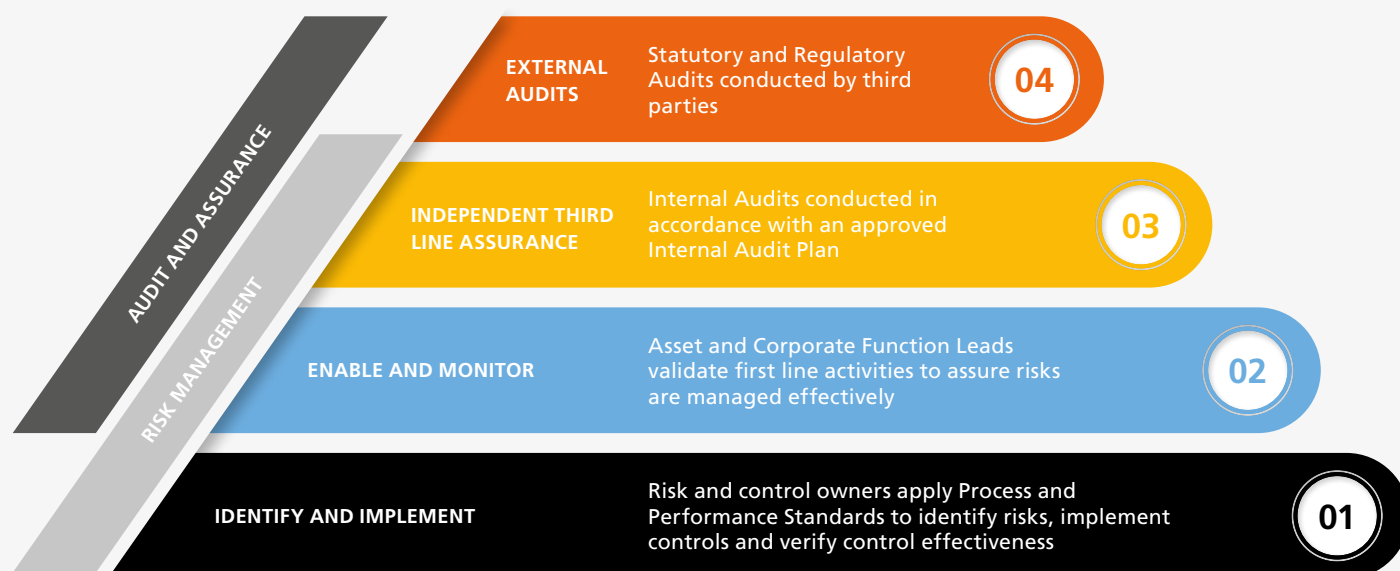 EXTERNAL
AUDITS
Statutory and Regulatory
Audits conducted by third
parties
04
INDEPENDENT THIRD
LINE ASSURANCE
Internal Audits conducted in
accordance with an approved
Internal Audit Plan
03
ENABLE AND MONITOR
Asset and Corporate Function Leads
validate first line activities to assure risks
are managed effectively
02
IDENTIFY AND IMPLEMENT
Risk and control owners apply Process and
Performance Standards to identify risks, implement
controls and verify control effectiveness
01
AUDIT AND ASSURANCE
RISK MANAGEMENT